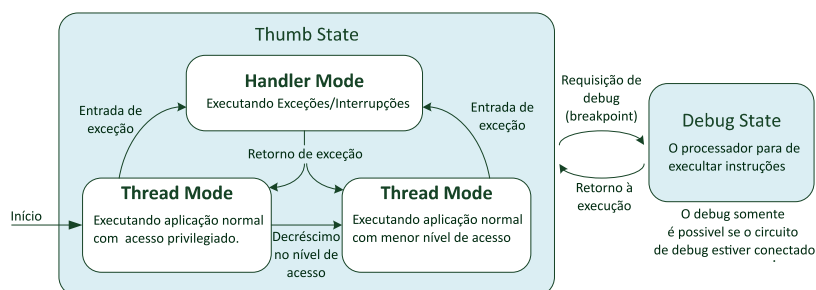 Thumb State
Handler Mode
Executando Exceções/Interrupções
Entrada de
exceção
Entrada de
exceção
Retorno de exceção
Início
Thread Mode
Executando aplicação normal
com acesso privilegiado.
Decréscimo
no nível de
acesso
Thread Mode
Executando aplicação normal
com menor nível de acesso
Requisição de
debug
(breakpoint)
Retorno à
execução
Debug State
O processador para de
execultar instruções
O debug somente
é possivel se o circuito
de debug estiver conectado